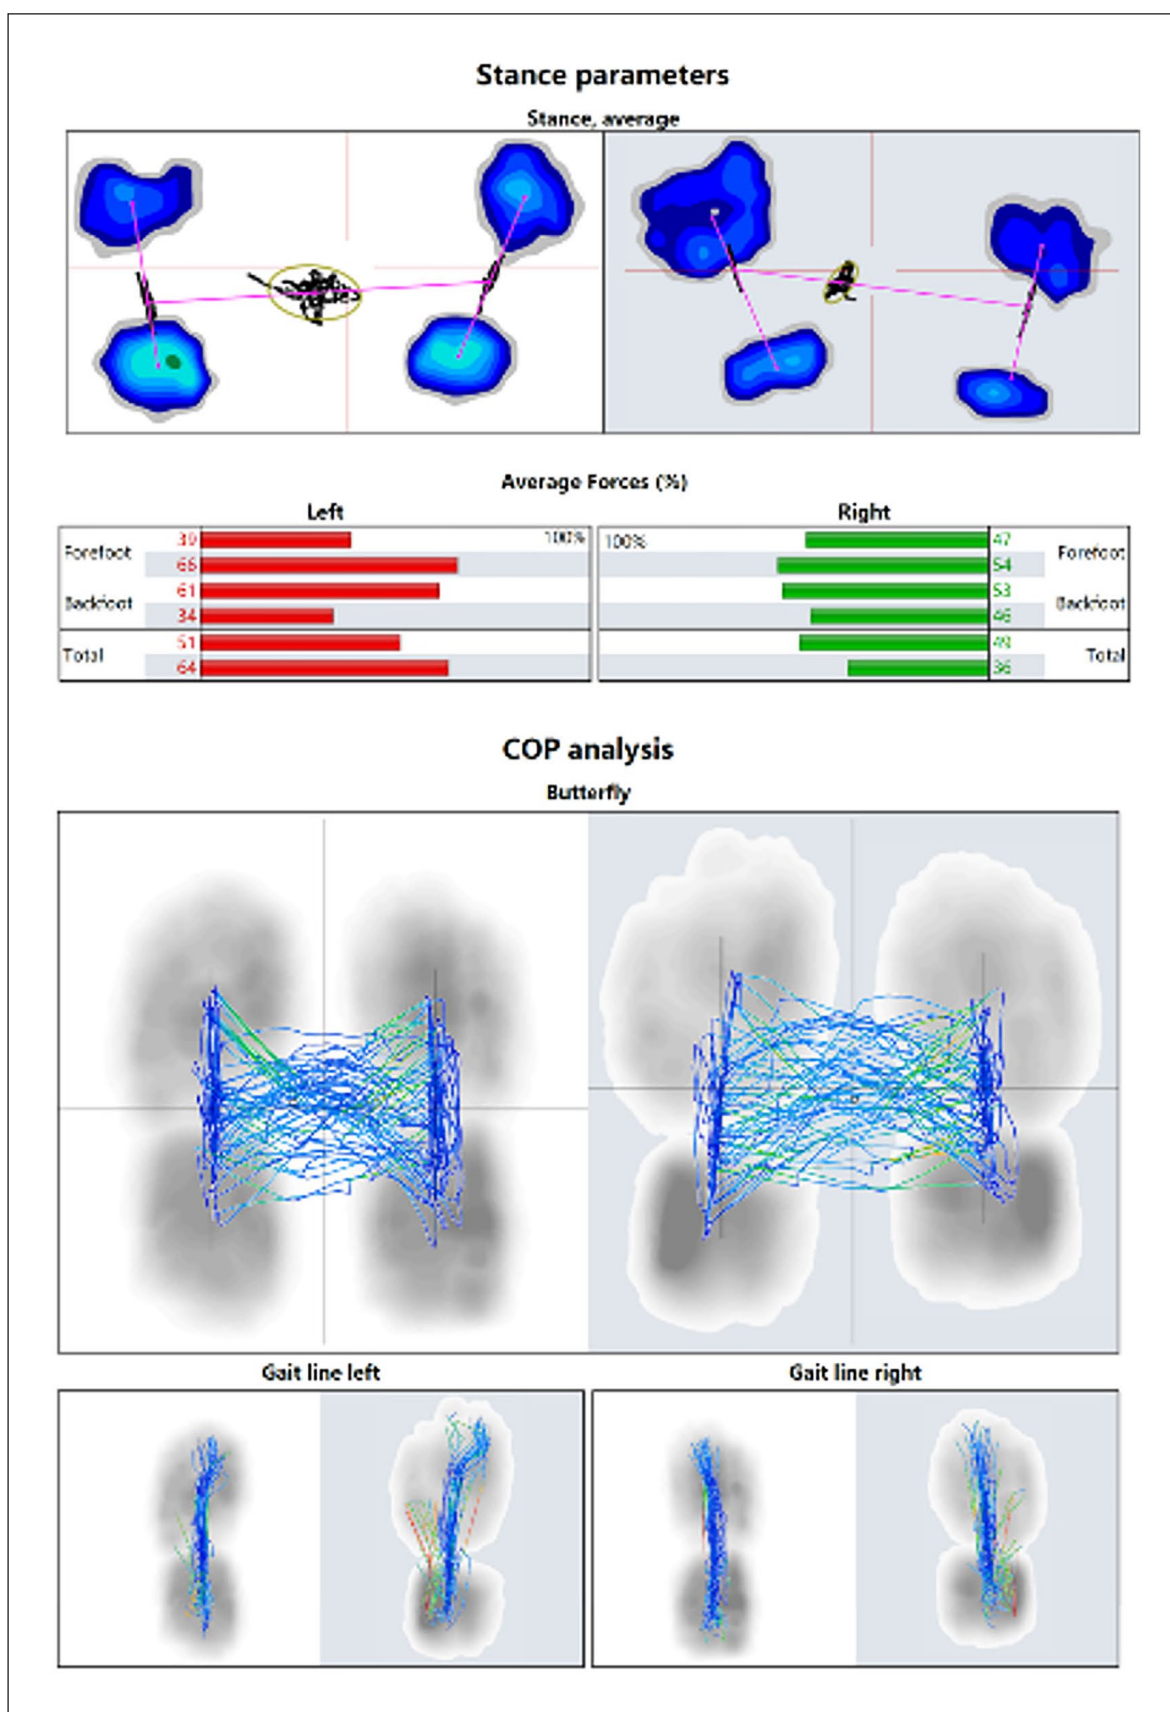 Stance parameters
Stance, average
Average Forces (%)
Left Right
Forefoot 39 100% 100% 47 Forefoot
66 54
Backfoot 61 53 Backfoot
34 46
Total 51 49 Total
64 36
COP analysis
Butterfly
Gait line left Gait line right